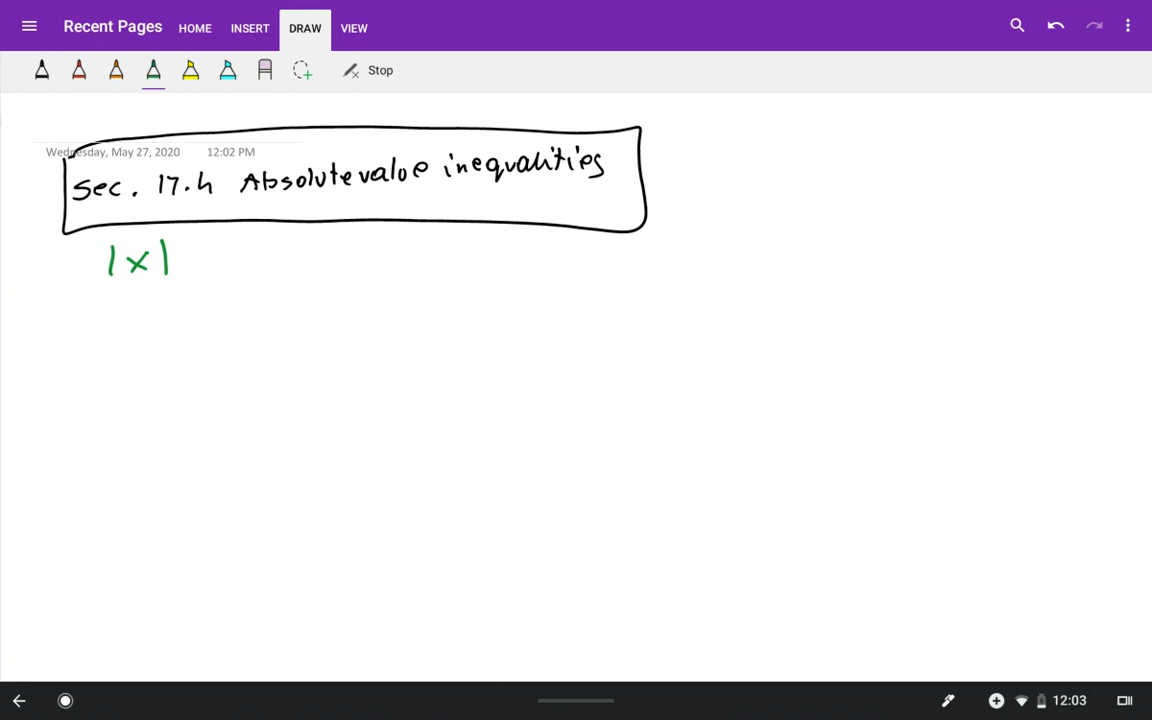 Recent Pages HOME INSERT DRAW VIEW
Stop
Wednesday, May 27, 2020 12:02 PM
Sec. 17.4 Absolute value inequalities
|x|
12:03